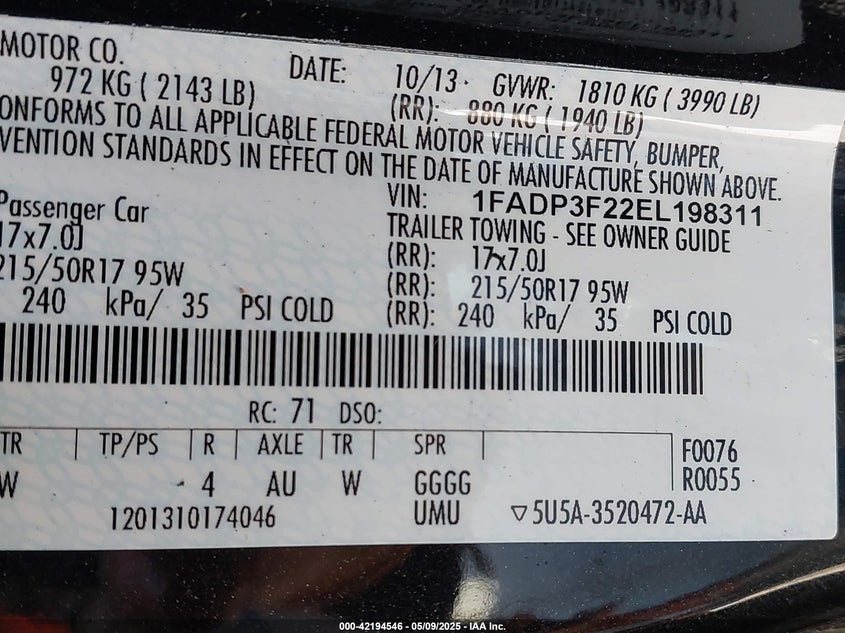 MOTOR CO.
DATE: 10/13 GVWR: 1810 KG ( 3990 LB)
972 KG ( 2143 LB) (RR): 880 KG ( 1940 LB)
ONFORMS TO ALL APPLICABLE FEDERAL MOTOR VEHICLE SAFETY, BUMPER,
VENTION STANDARDS IN EFFECT ON THE DATE OF MANUFACTURE SHOWN ABOVE.
VIN: 1FADP3F22EL198311
Passenger Car TRAILER TOWING - SEE OWNER GUIDE
17x7.0J (RR): 17x7.0J
215/50R17 95W (RR): 215/50R17 95W
240 kPa/ 35 PSI COLD (RR): 240 kPa/ 35 PSI COLD
RC: 71 DSO:
TR | TP/PS | R | AXLE | TR | SPR | F0076
W - 4 AU W GGGG R0055
1201310174046 UMU ▽5U5A-3520472-AA
000-42194546 - 05/09/2025 - IAA Inc.